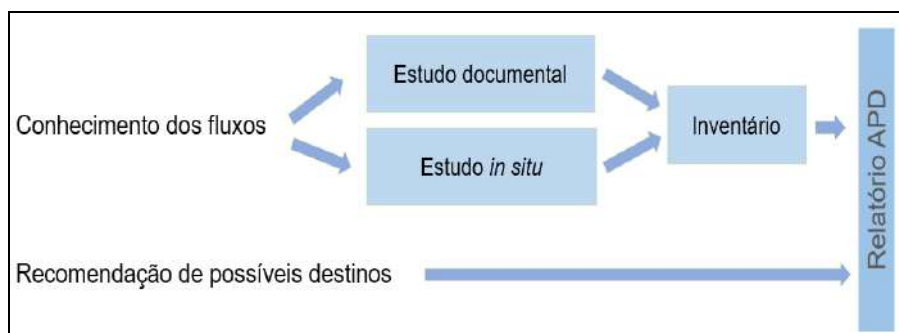 Estudo documental
Conhecimento dos fluxos
Inventário
Estudo in situ
Recomendação de possíveis destinos
Relatório APD